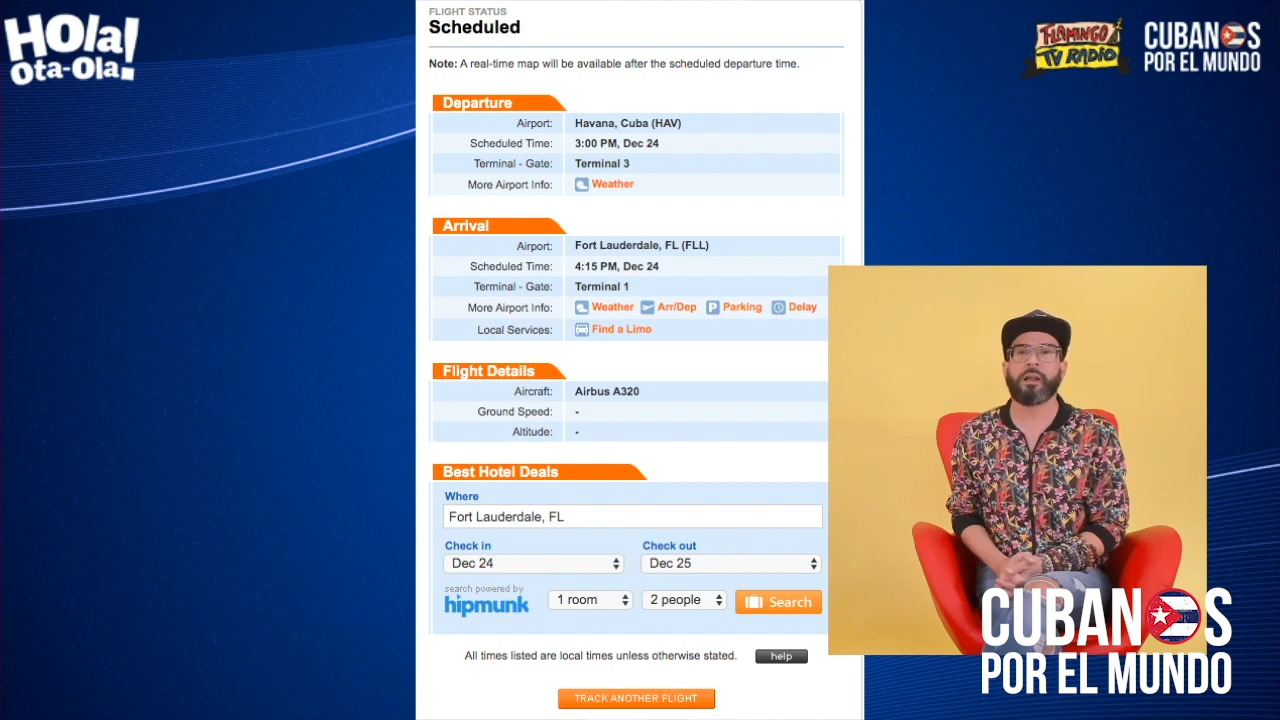 HOla!
Ota-Ola!
FLAMINGO
TV RADIO
CUBANOS
POR EL MUNDO
FLIGHT STATUS
Scheduled
Note: A real-time map will be available after the scheduled departure time.
Departure
Airport: Havana, Cuba (HAV)
Scheduled Time: 3:00 PM, Dec 24
Terminal - Gate: Terminal 3
More Airport Info: Weather
Arrival
Airport: Fort Lauderdale, FL (FLL)
Scheduled Time: 4:15 PM, Dec 24
Terminal - Gate: Terminal 1
More Airport Info: Weather Arr/Dep P Parking Delay
Local Services: Find a Limo
Flight Details
Aircraft: Airbus A320
Ground Speed: -
Altitude: -
Best Hotel Deals
Where
Fort Lauderdale, FL
Check in Check out
Dec 24 Dec 25
search powered by
hipmunk 1 room 2 people Search
All times listed are local times unless otherwise stated. help
TRACK ANOTHER FLIGHT
CUBANOS
POR EL MUNDO